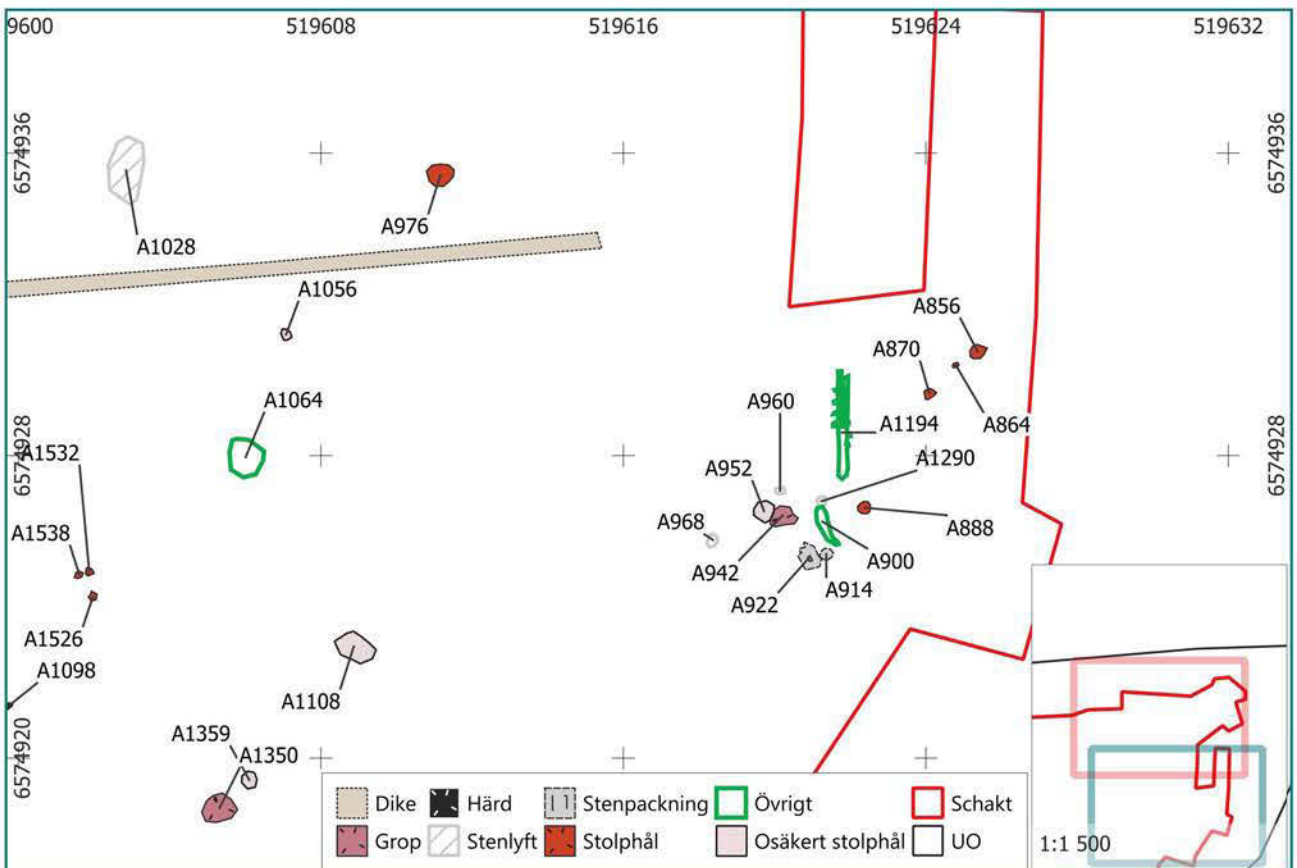 9600 519608 519616 519624 519632
6574936
6574936
A1028
A976
A1056
A856
A870
A864
A1064
A960
A1194
A1290
6574928
6574928
A1532
A952
A968
A888
A1538
A942
A900
A922
A914
A1526
A1098
A1108
A1359
A1350
6574920
Dike Härd Stenpackning Övrigt Schakt
Grop Stenlyft Stolphål Osäkert stolphål UO
1:1 500